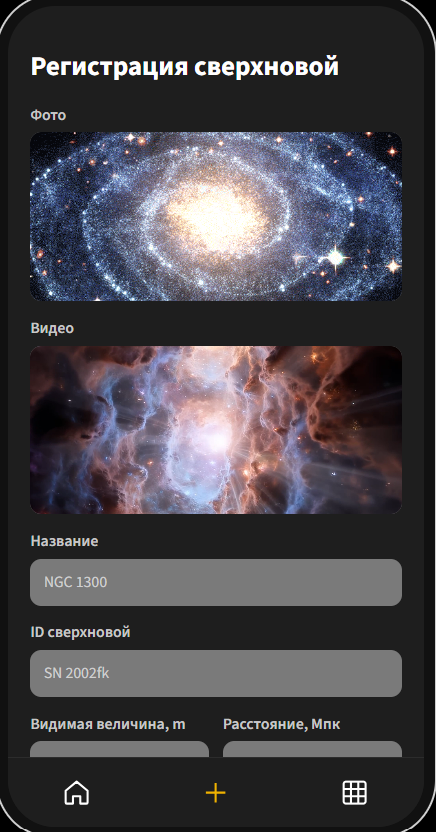 Регистрация сверхновой
Фото
Видео
Название
NGC 1300
ID сверхновой
SN 2002fk
Видимая величина, m Расстояние, Мпк